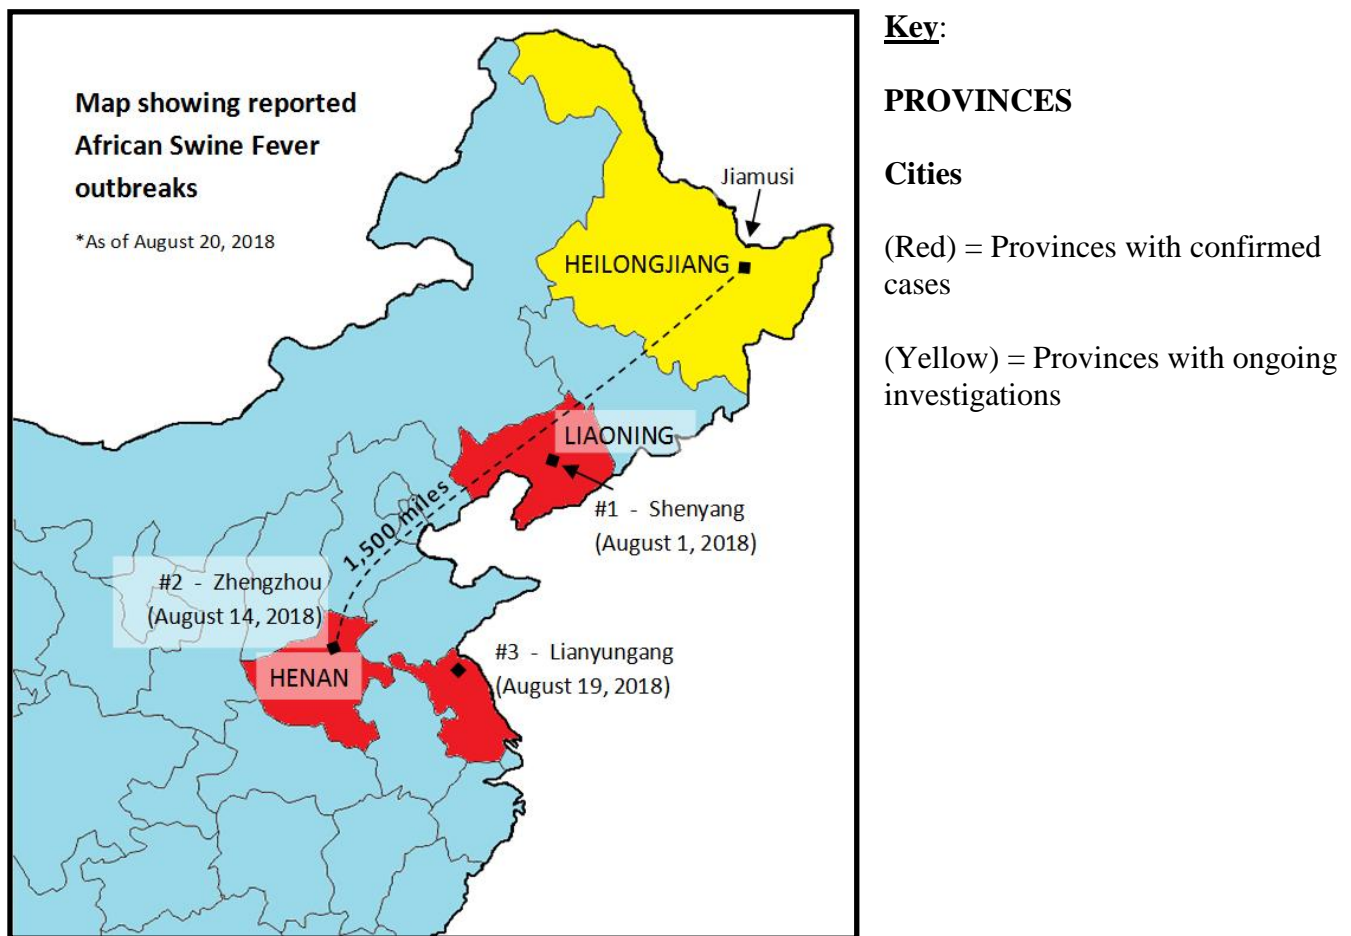 Map showing reported
African Swine Fever
outbreaks
*As of August 20, 2018
Jiamusi
HEILONGJIANG
LIAONING
#1 - Shenyang
(August 1, 2018)
1,500 miles
#2 - Zhengzhou
(August 14, 2018)
HENAN
#3 - Lianyungang
(August 19, 2018)
Key:
PROVINCES
Cities
(Red) = Provinces with confirmed
cases
(Yellow) = Provinces with ongoing
investigations